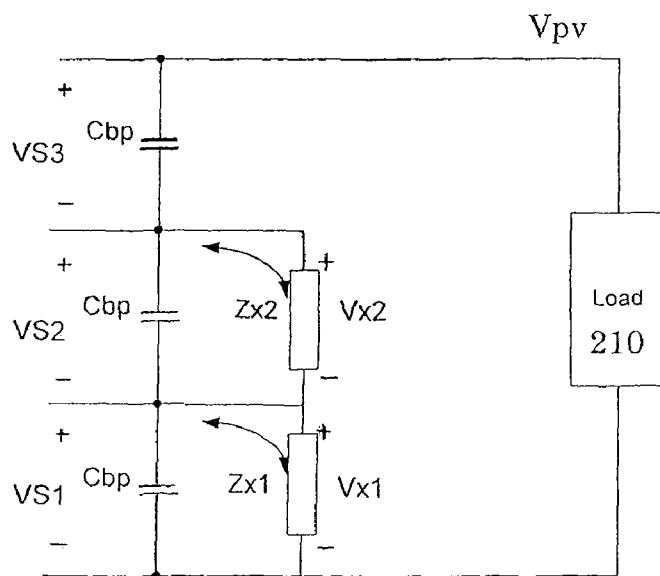 Vpv
+
Cbp
VS3
−
+
Cbp
VS2
−
+
Zx2
Vx2
−
Load
210
+
Cbp
VS1
−
+
Zx1
Vx1
−